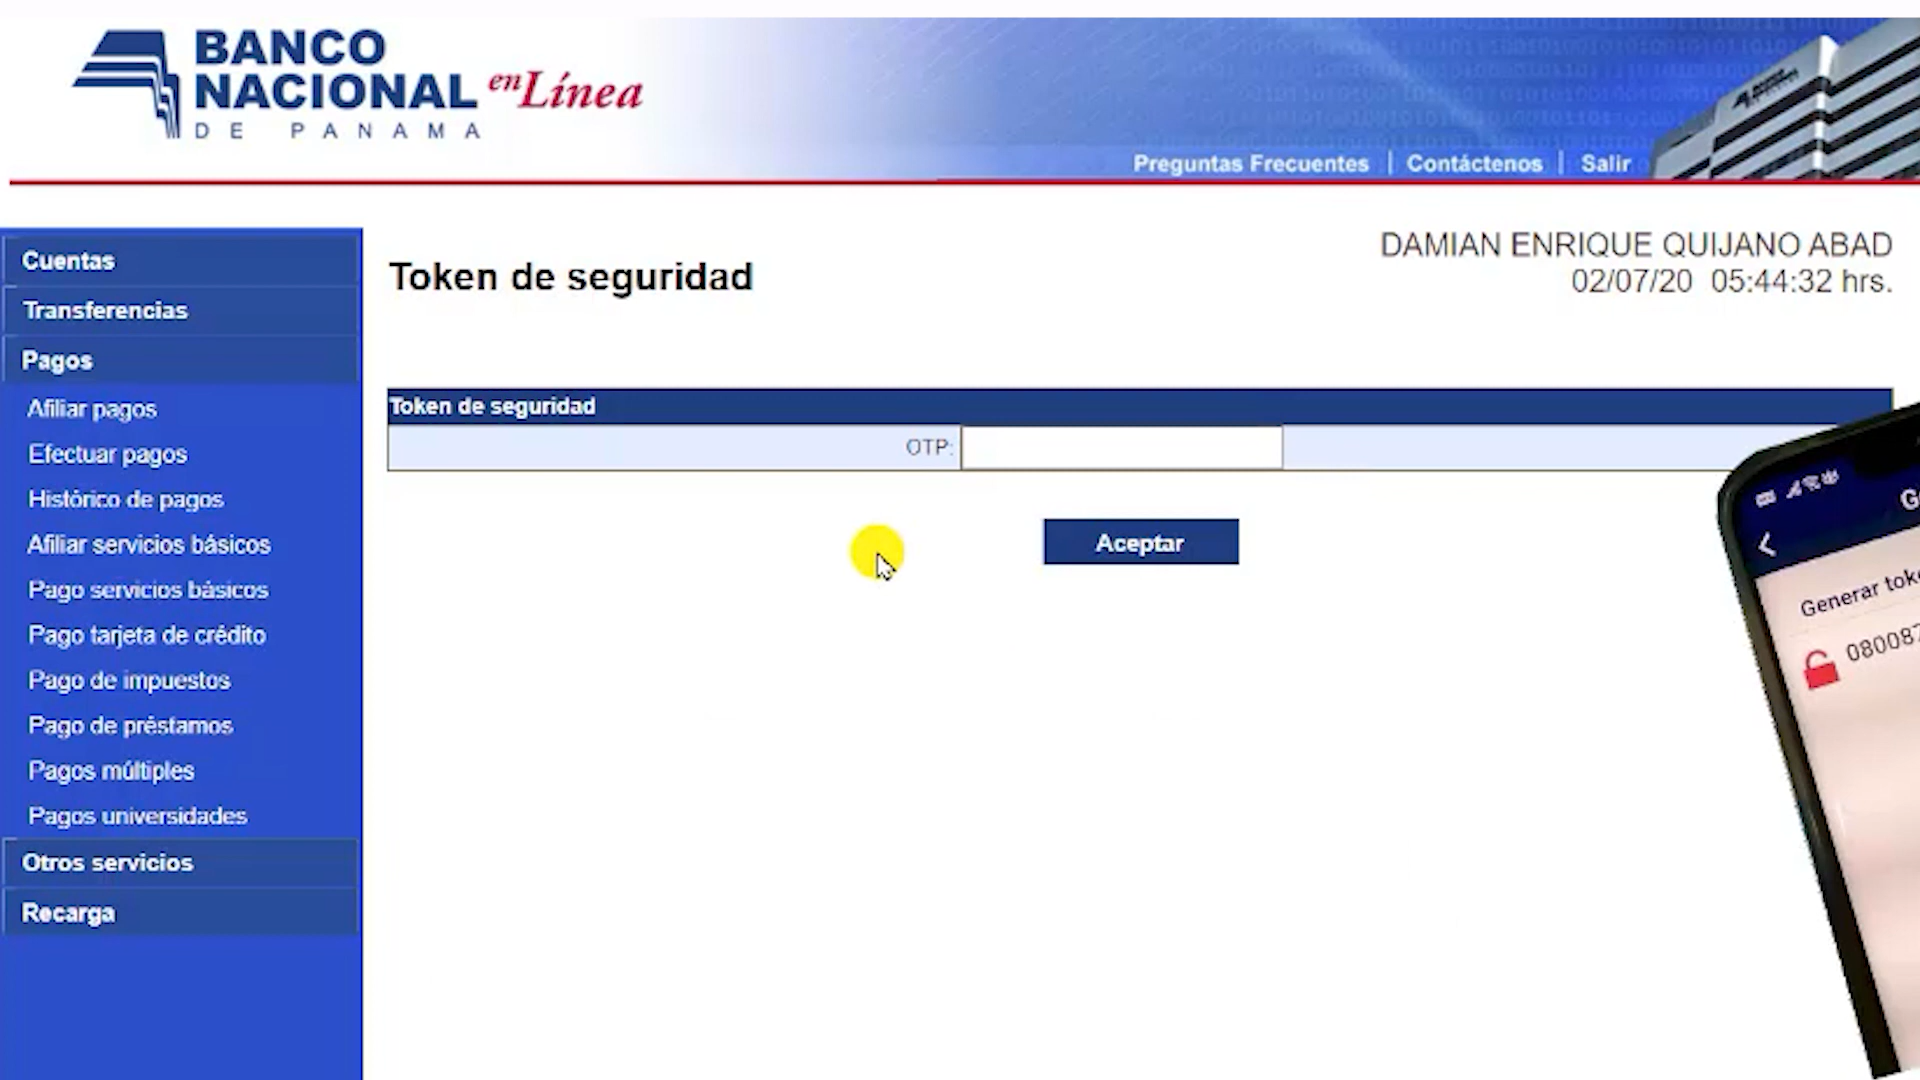 BANCO
NACIONAL en Línea
DE PANAMA
Preguntas Frecuentes | Contáctenos | Salir
DAMIAN ENRIQUE QUIJANO ABAD
02/07/20 05:44:32 hrs.
Cuentas
Transferencias
Pagos
Afiliar pagos
Efectuar pagos
Histórico de pagos
Afiliar servicios básicos
Pago servicios básicos
Pago tarjeta de crédito
Pago de impuestos
Pago de préstamos
Pagos múltiples
Pagos universidades
Otros servicios
Recarga
Token de seguridad
Token de seguridad
OTP:
Aceptar
Generar